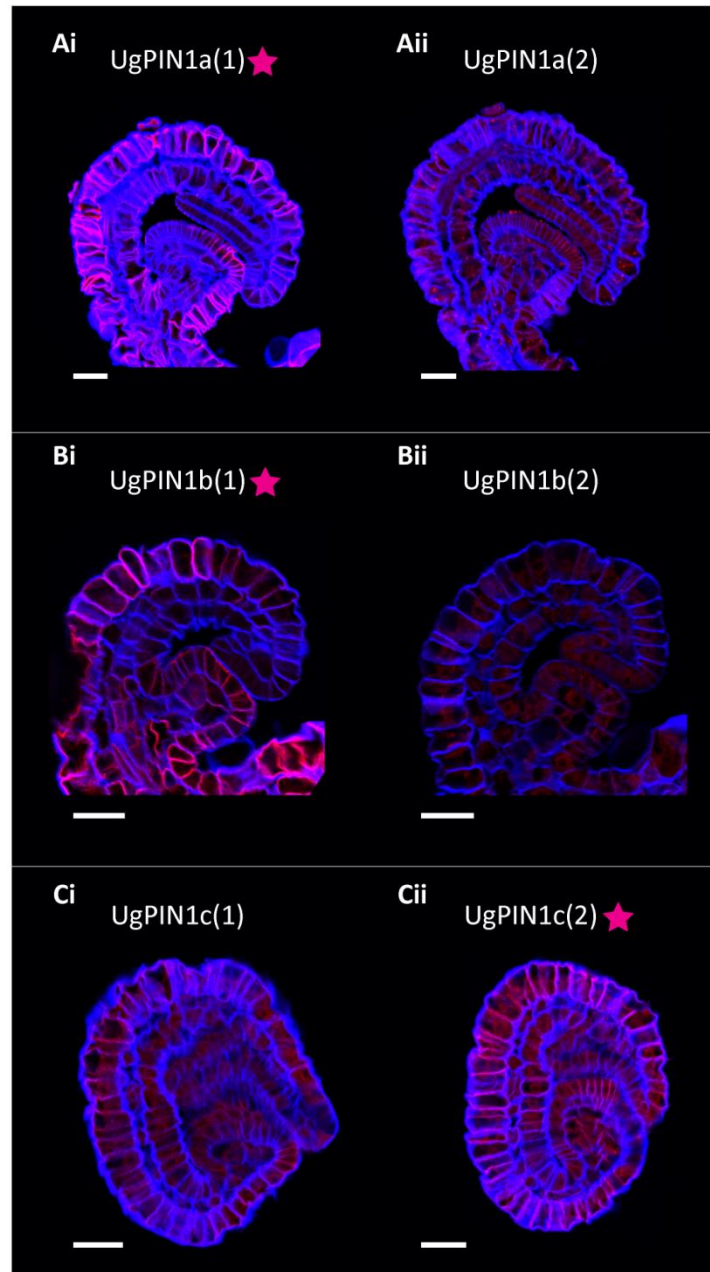 Ai
UgPIN1a(1)
Aii
UgPIN1a(2)
Bi
UgPIN1b(1)
Bii
UgPIN1b(2)
Ci
UgPIN1c(1)
Cii
UgPIN1c(2)